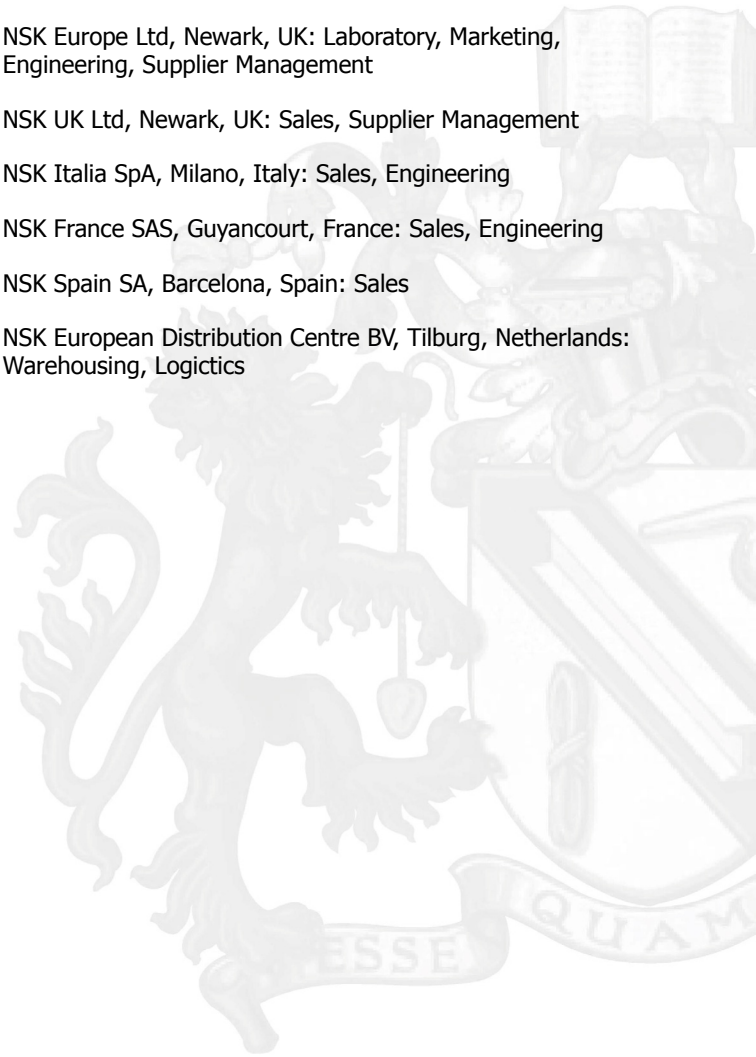 NSK Europe Ltd, Newark, UK: Laboratory, Marketing,
Engineering, Supplier Management
NSK UK Ltd, Newark, UK: Sales, Supplier Management
NSK Italia SpA, Milano, Italy: Sales, Engineering
NSK France SAS, Guyancourt, France: Sales, Engineering
NSK Spain SA, Barcelona, Spain: Sales
NSK European Distribution Centre BV, Tilburg, Netherlands:
Warehousing, Logictics
ESSE QUAM